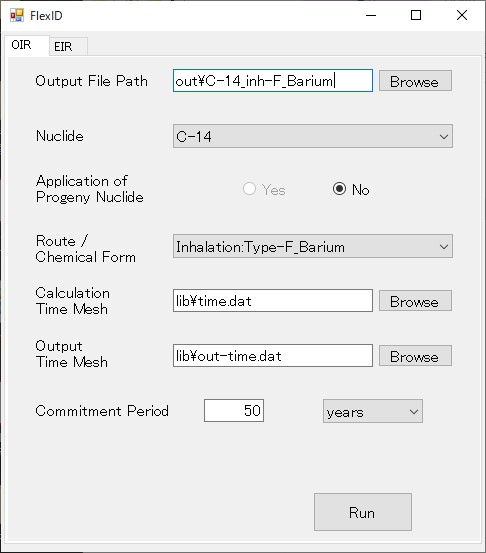 FlexID
OIR EIR
Output File Path out¥C-14_inh-F_Barium Browse
Nuclide C-14
Application of
Progeny Nuclide Yes No
Route /
Chemical Form Inhalation:Type-F_Barium
Calculation
Time Mesh lib¥time.dat Browse
Output
Time Mesh lib¥out-time.dat Browse
Commitment Period 50 years
Run